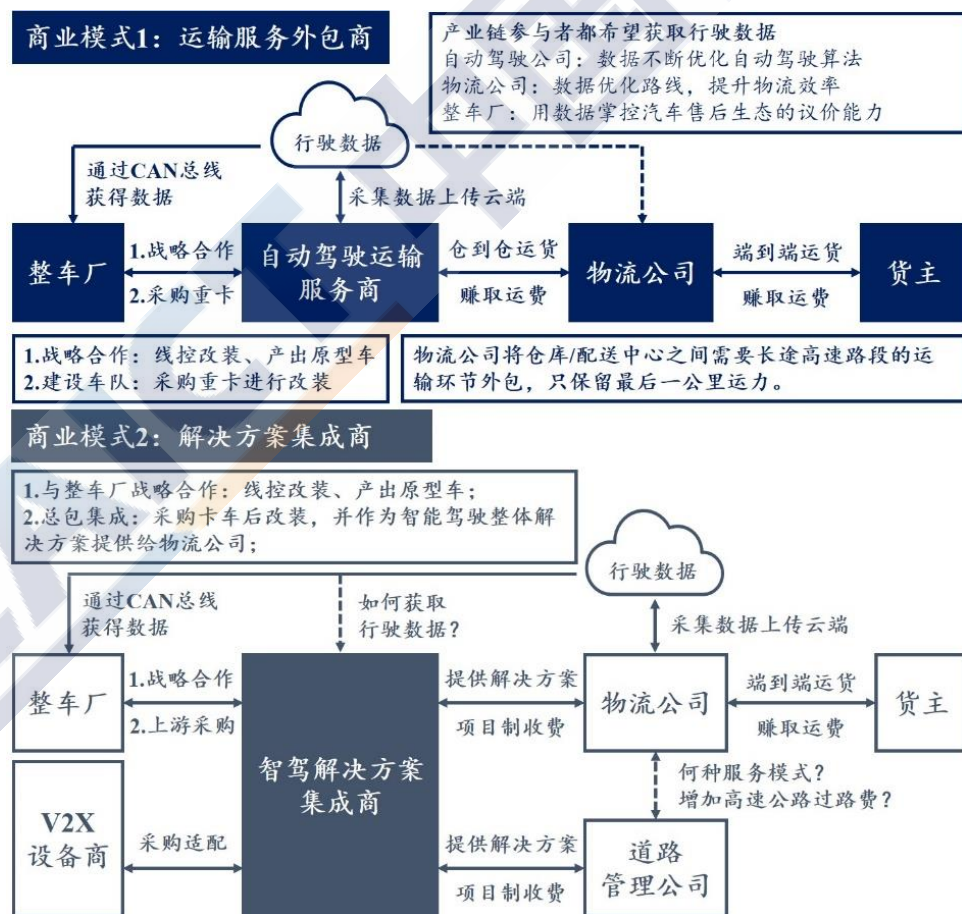 商业模式1：运输服务外包商
产业链参与者都希望获取行驶数据
自动驾驶公司：数据不断优化自动驾驶算法
物流公司：数据优化路线，提升物流效率
整车厂：用数据掌控汽车售后生态的议价能力
行驶数据
通过CAN总线
获得数据
采集数据上传云端
整车厂
1.战略合作
2.采购重卡
自动驾驶运输
服务商
仓到仓运货
赚取运费
物流公司
端到端运货
赚取运费
货主
1.战略合作：线控改装、产出原型车
2.建设车队：采购重卡进行改装
物流公司将仓库/配送中心之间需要长途高速路段的运
输环节外包，只保留最后一公里运力。
商业模式2：解决方案集成商
1.与整车厂战略合作：线控改装、产出原型车；
2.总包集成：采购卡车后改装，并作为智能驾驶整体解
决方案提供给物流公司；
行驶数据
通过CAN总线
获得数据
如何获取
行驶数据？
采集数据上传云端
整车厂
1.战略合作
2.上游采购
智驾解决方案
集成商
提供解决方案
项目制收费
物流公司
端到端运货
赚取运费
货主
何种服务模式？
增加高速公路过路费？
V2X
设备商
采购适配
提供解决方案
项目制收费
道路
管理公司